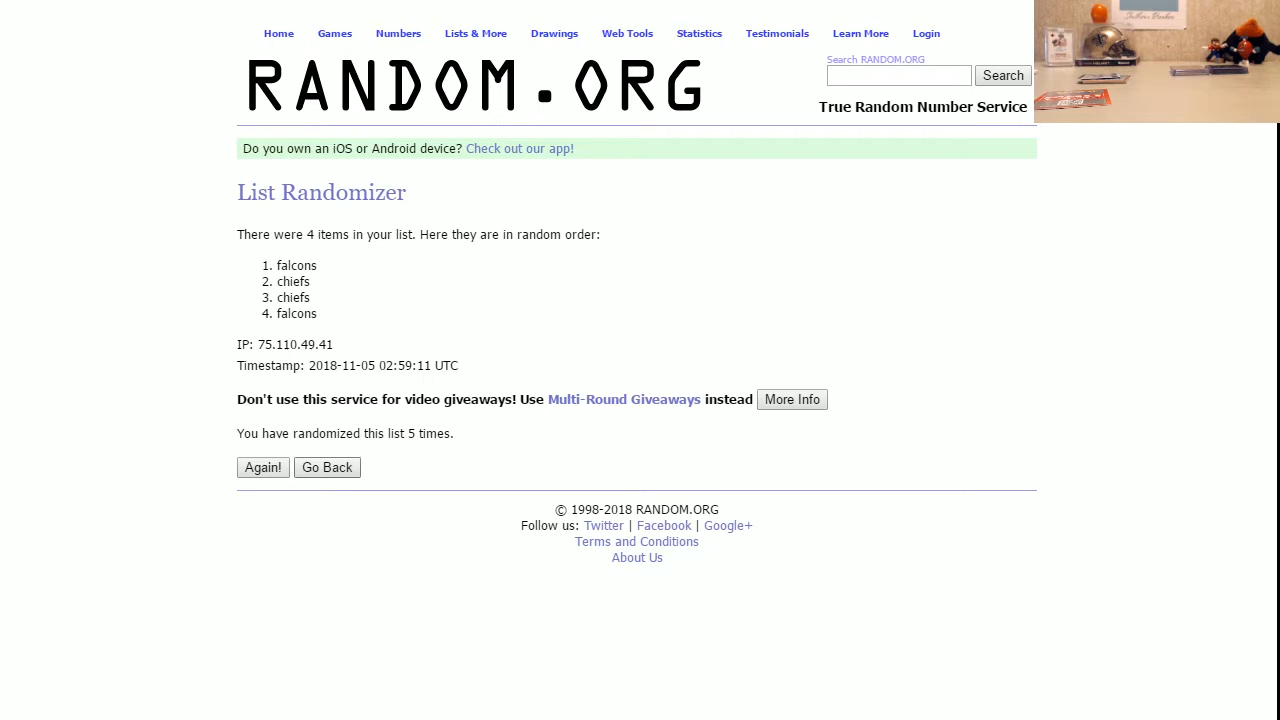 Home Games Numbers Lists & More Drawings Web Tools Statistics Testimonials Learn More Login
RANDOM.ORG
Search RANDOM.ORG
Search
True Random Number Service
Do you own an iOS or Android device? Check out our app!
List Randomizer
There were 4 items in your list. Here they are in random order:
1. falcons
2. chiefs
3. chiefs
4. falcons
IP: 75.110.49.41
Timestamp: 2018-11-05 02:59:11 UTC
Don't use this service for video giveaways! Use Multi-Round Giveaways instead More Info
You have randomized this list 5 times.
Again! Go Back
© 1998-2018 RANDOM.ORG
Follow us: Twitter | Facebook | Google+
Terms and Conditions
About Us